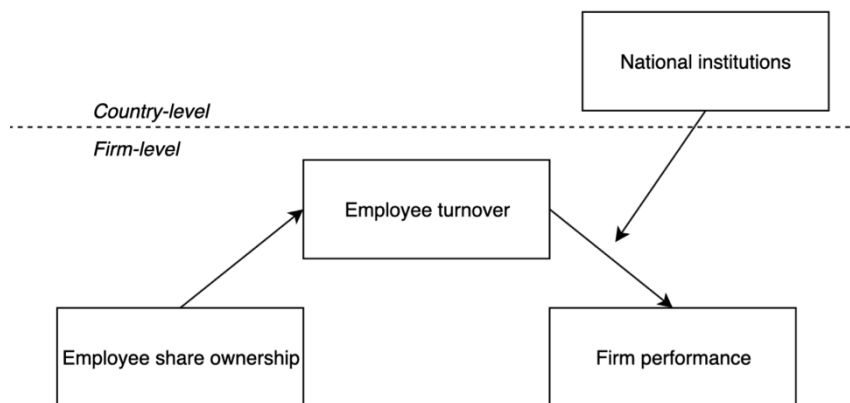 National institutions
Country-level
Firm-level
Employee turnover
Employee share ownership
Firm performance